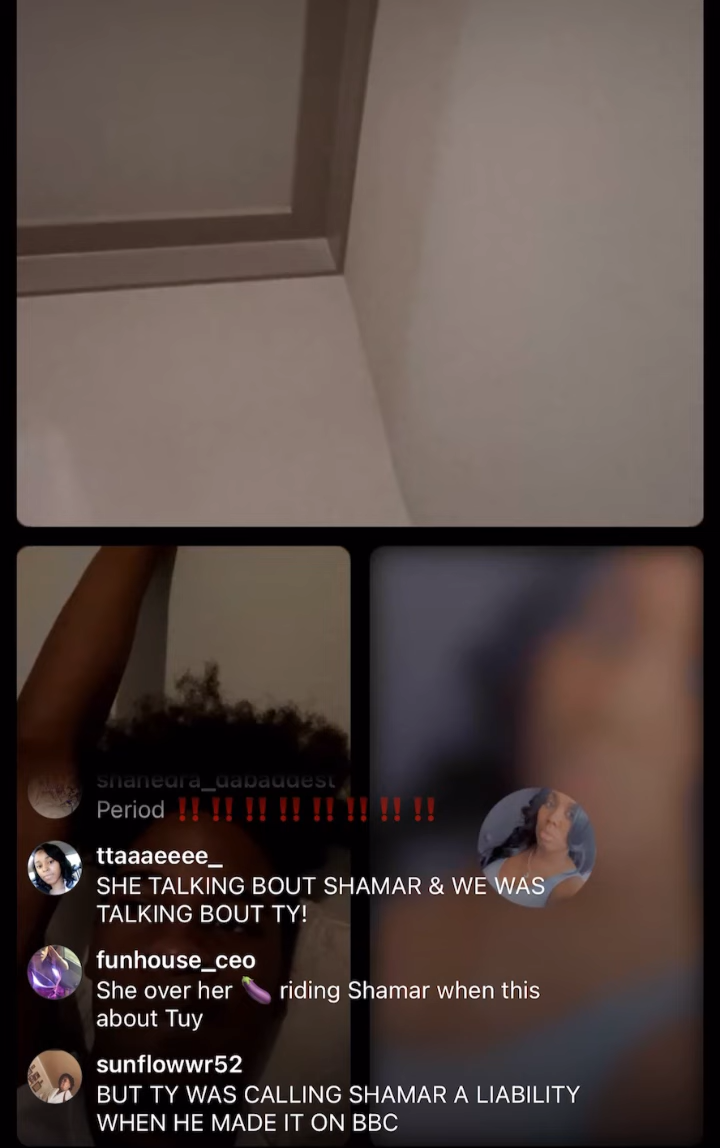 shanedra_dabaddest
Period ‼️ ‼️ ‼️ ‼️ ‼️ ‼️ ‼️ ‼️
ttaaaeeee_
SHE TALKING BOUT SHAMAR & WE WAS
TALKING BOUT TY!
funhouse_ceo
She over her 🍆 riding Shamar when this
about Tuy
sunflowwr52
BUT TY WAS CALLING SHAMAR A LIABILITY
WHEN HE MADE IT ON BBC